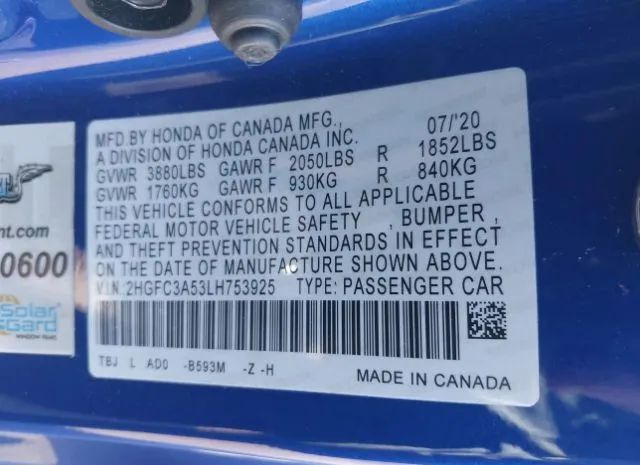 MFD.BY HONDA OF CANADA MFG., 07/'20
A DIVISION OF HONDA CANADA INC.
GVWR 3880LBS GAWR F 2050LBS R 1852LBS
GVWR 1760KG GAWR F 930KG R 840KG
THIS VEHICLE CONFORMS TO ALL APPLICABLE
FEDERAL MOTOR VEHICLE SAFETY , BUMPER ,
AND THEFT PREVENTION STANDARDS IN EFFECT
ON THE DATE OF MANUFACTURE SHOWN ABOVE.
V.I.N:2HGFC3A53LH753925 TYPE: PASSENGER CAR
TBJ L AD0 -B593M -Z -H
MADE IN CANADA
nt.com
0600
Solar
Gard
WINDOW FILMS